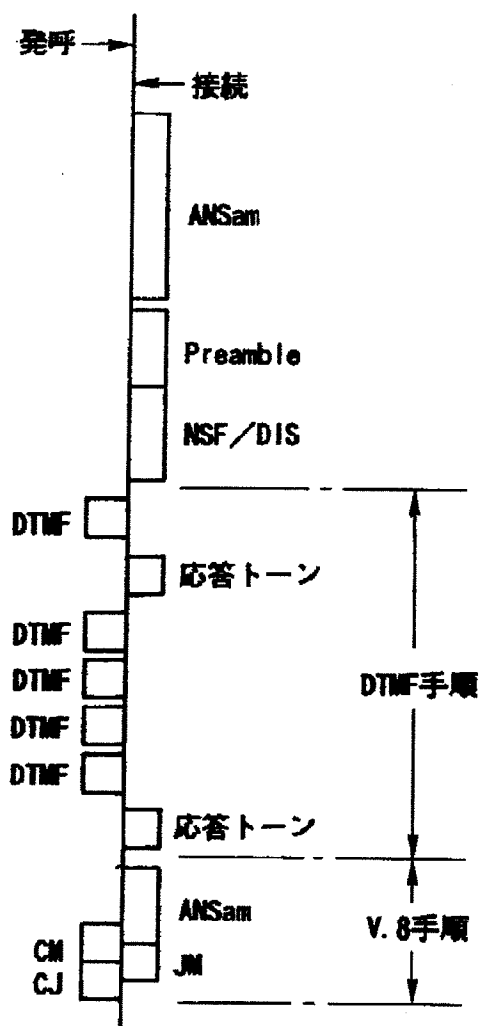 発呼
接続
ANSam
Preamble
NSF／DIS
DTMF
応答トーン
DTMF
DTMF
DTMF手順
DTMF
DTMF
応答トーン
ANSam
V.8手順
CM
JM
CJ